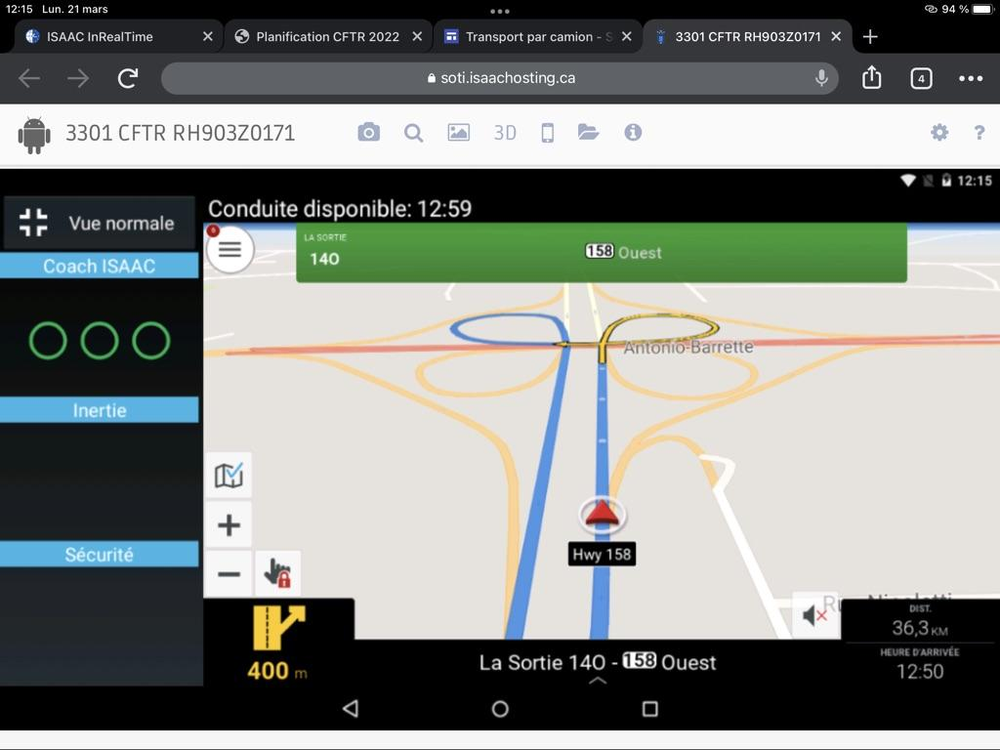 12:15 Lun. 21 mars
94 %
ISAAC InRealTime
Planification CFTR 2022
Transport par camion - S
3301 CFTR RH903Z0171
soti.isaachosting.ca
4
3301 CFTR RH903Z0171
3D
?
12:15
Vue normale
Conduite disponible: 12:59
Coach ISAAC
LA SORTIE
140
158 Ouest
Antonio-Barrette
Inertie
Hwy 158
Sécurité
DIST.
36,3 KM
HEURE D'ARRIVÉE
12:50
400 m
La Sortie 140 - 158 Ouest